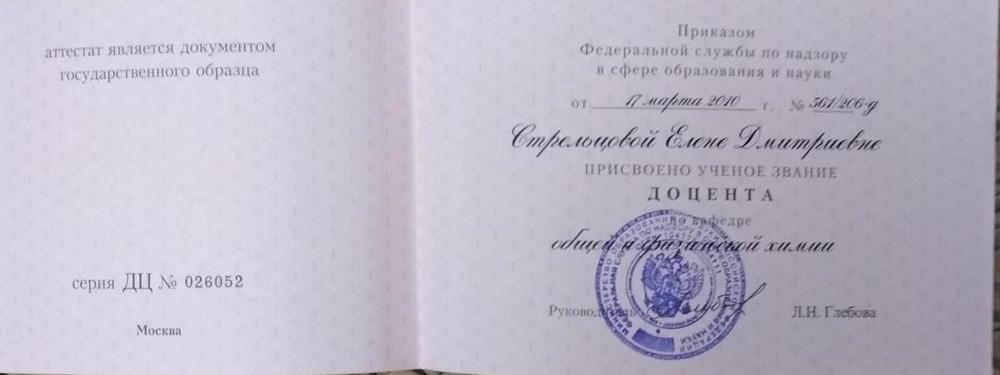 аттестат является документом
государственного образца
серия ДЦ № 026052
Москва
Приказом
Федеральной службы по надзору
в сфере образования и науки
от 17 марта 2010 г. № 561/206-д
Стрельцовой Елене Дмитриевне
ПРИСВОЕНО УЧЕНОЕ ЗВАНИЕ
ДОЦЕНТА
по кафедре
общей и физической химии
Руководитель Л.Н. Глебова